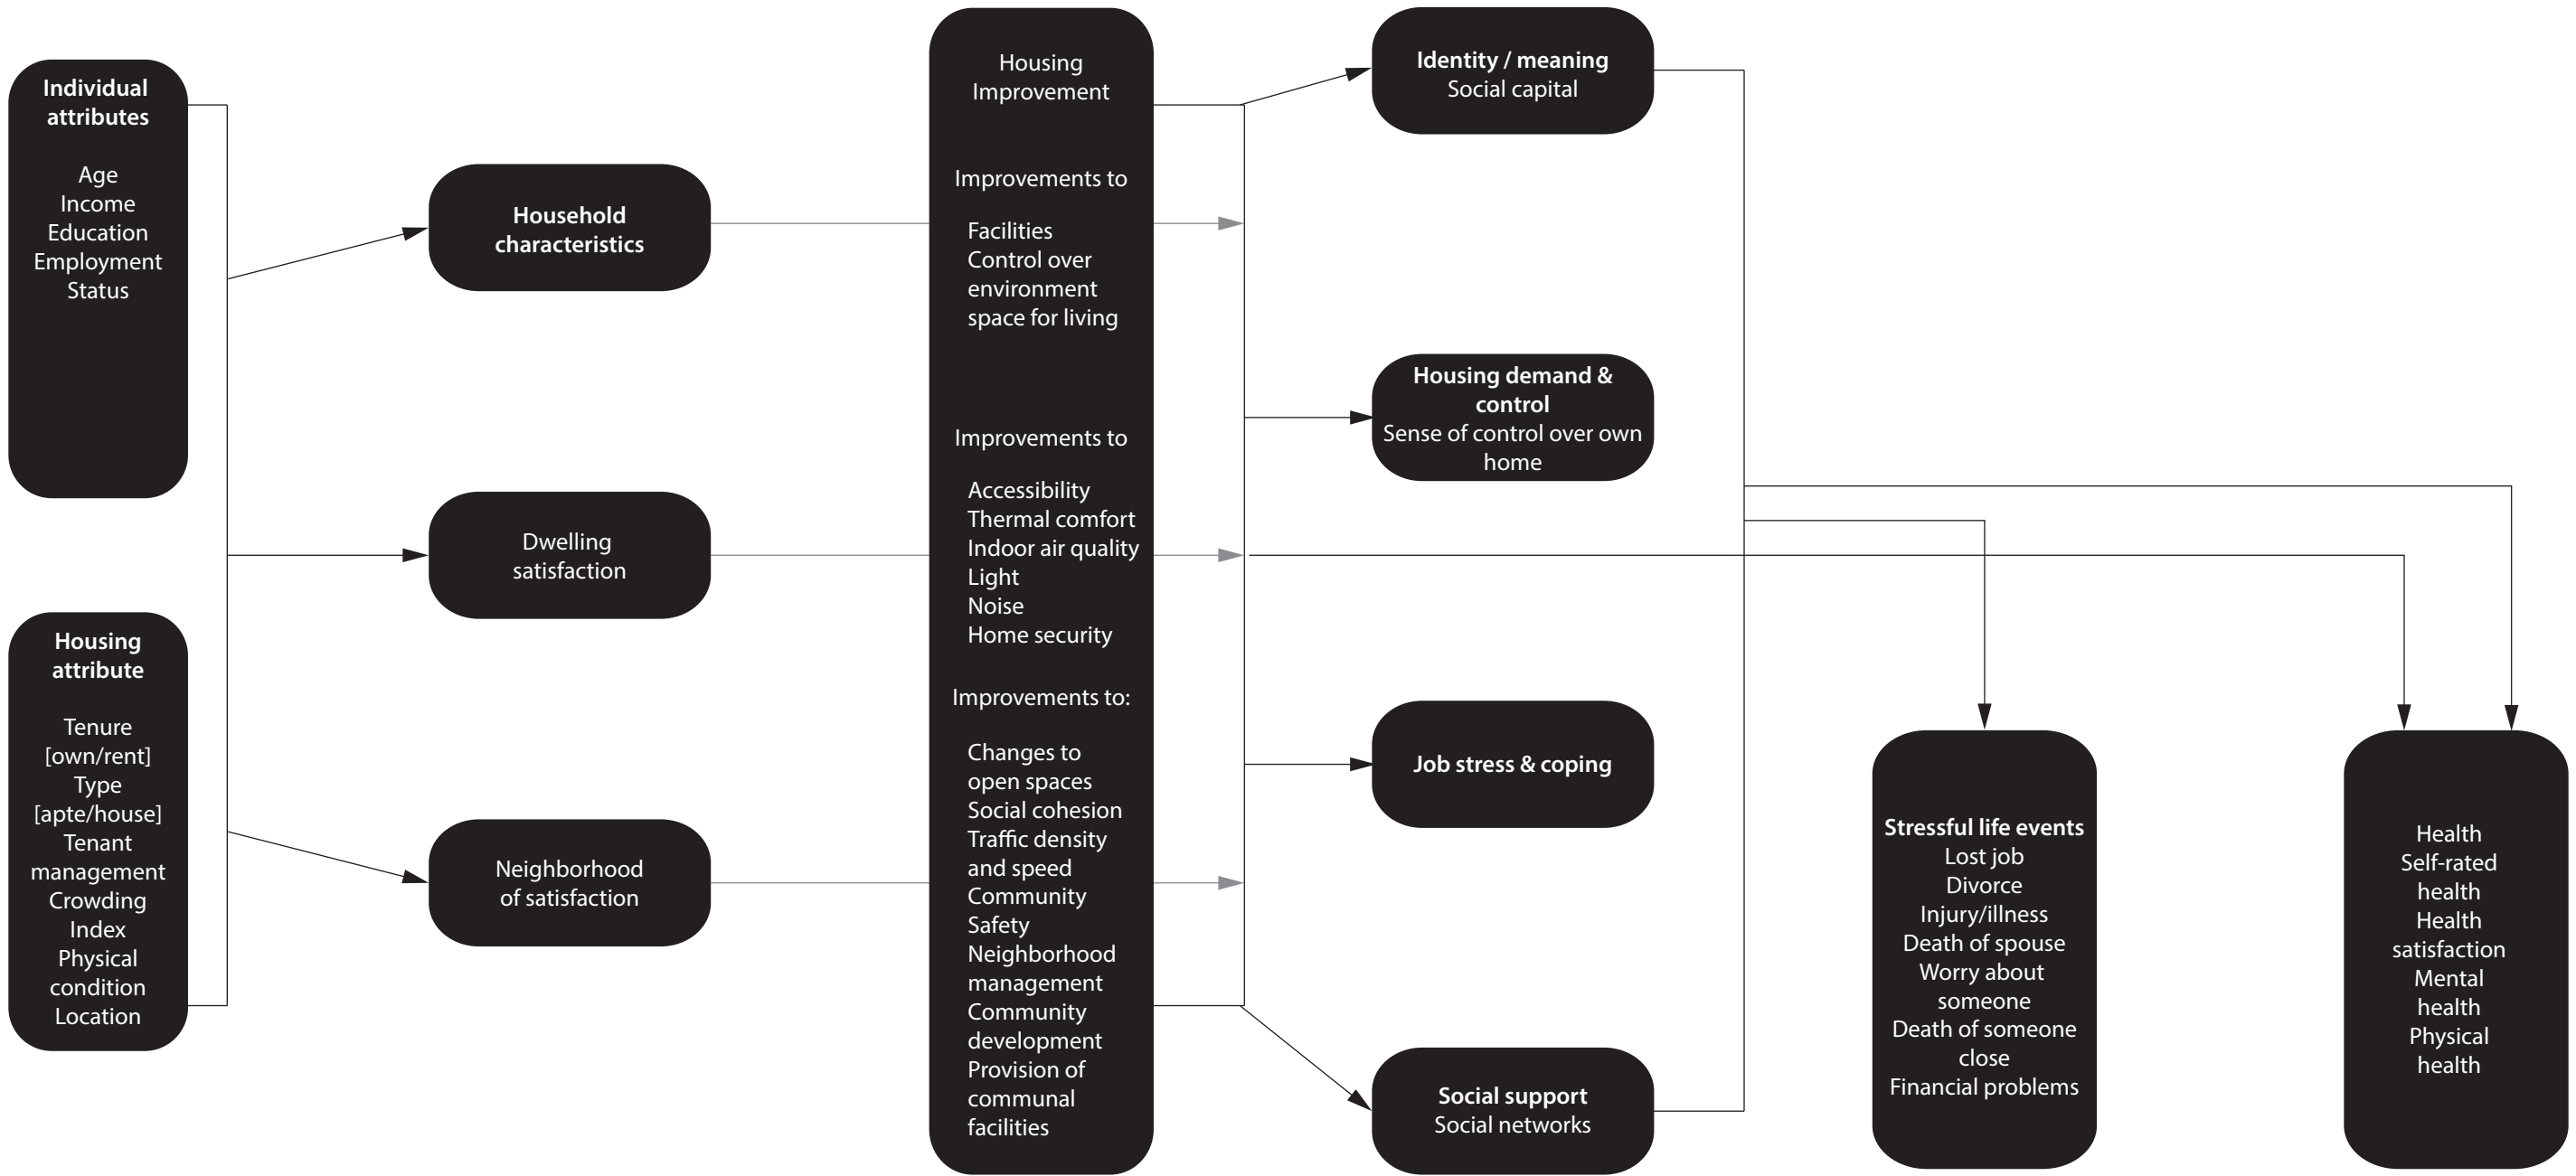 Individual
attributes
Age
Income
Education
Employment
Status
Housing
attribute
Tenure
[own/rent]
Type
[apte/house]
Tenant
management
Crowding
Index
Physical
condition
Location
Household
characteristics
Dwelling
satisfaction
Neighborhood
of satisfaction
Housing
Improvement
Improvements to
Facilities
Control over
environment
space for living
Improvements to
Accessibility
Thermal comfort
Indoor air quality
Light
Noise
Home security
Improvements to:
Changes to
open spaces
Social cohesion
Traffic density
and speed
Community
Safety
Neighborhood
management
Community
development
Provision of
communal
facilities
Identity / meaning
Social capital
Housing demand &
control
Sense of control over own
home
Job stress & coping
Social support
Social networks
Stressful life events
Lost job
Divorce
Injury/illness
Death of spouse
Worry about
someone
Death of someone
close
Financial problems
Health
Self-rated
health
Health
satisfaction
Mental
health
Physical
health